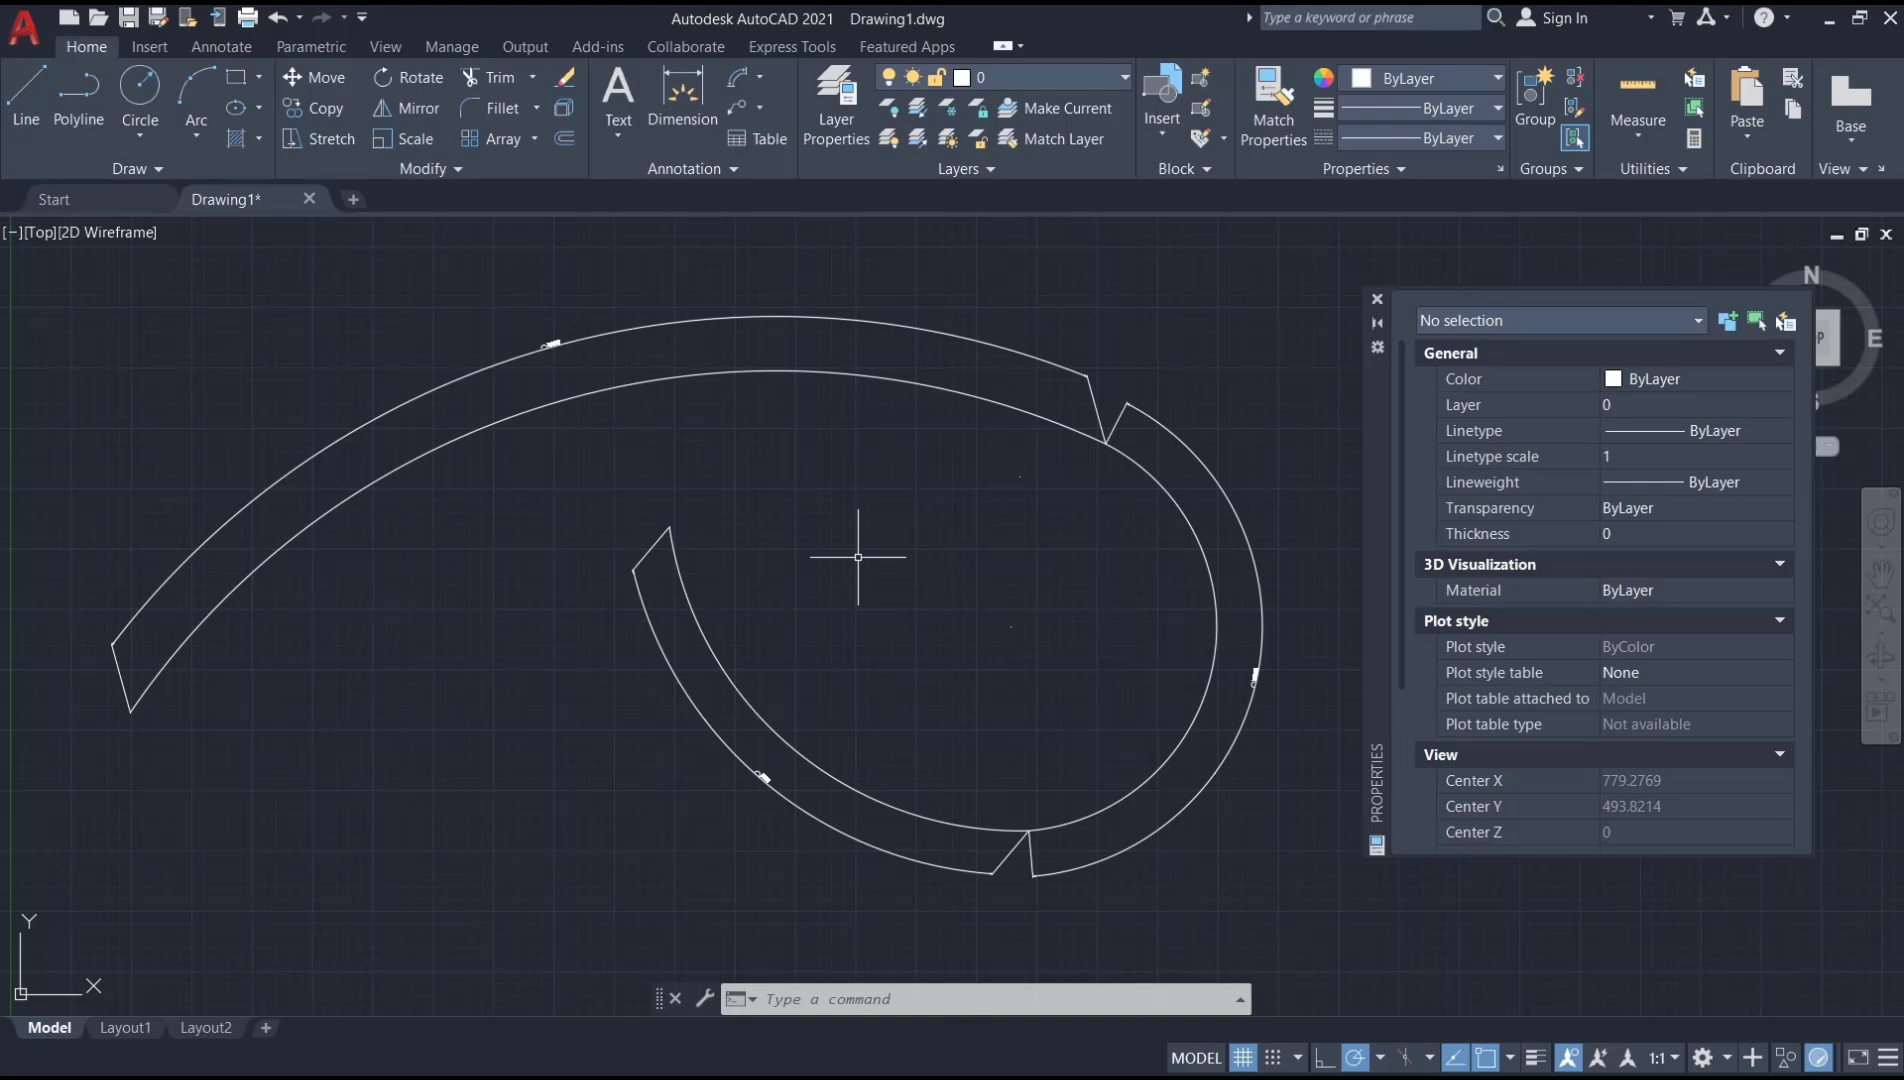 Autodesk AutoCAD 2021 Drawing1.dwg
Type a keyword or phrase
Sign In
Home Insert Annotate Parametric View Manage Output Add-ins Collaborate Express Tools Featured Apps
Line Polyline Circle Arc
Move Rotate Trim
Copy Mirror Fillet
Stretch Scale Array
Text Dimension
Table
Layer
Properties
0
Make Current
Match Layer
Insert
Match
Properties
ByLayer
ByLayer
ByLayer
Group
Measure
Paste
Base
Draw Modify Annotation Layers Block Properties Groups Utilities Clipboard View
Start Drawing1*
[−][Top][2D Wireframe]
N
E
S
P
No selection
General
Color ByLayer
Layer 0
Linetype ByLayer
Linetype scale 1
Lineweight ByLayer
Transparency ByLayer
Thickness 0
3D Visualization
Material ByLayer
Plot style
Plot style ByColor
Plot style table None
Plot table attached to Model
Plot table type Not available
View
Center X 779.2769
Center Y 493.8214
Center Z 0
PROPERTIES
Y
X
Type a command
Model Layout1 Layout2
MODEL 1:1